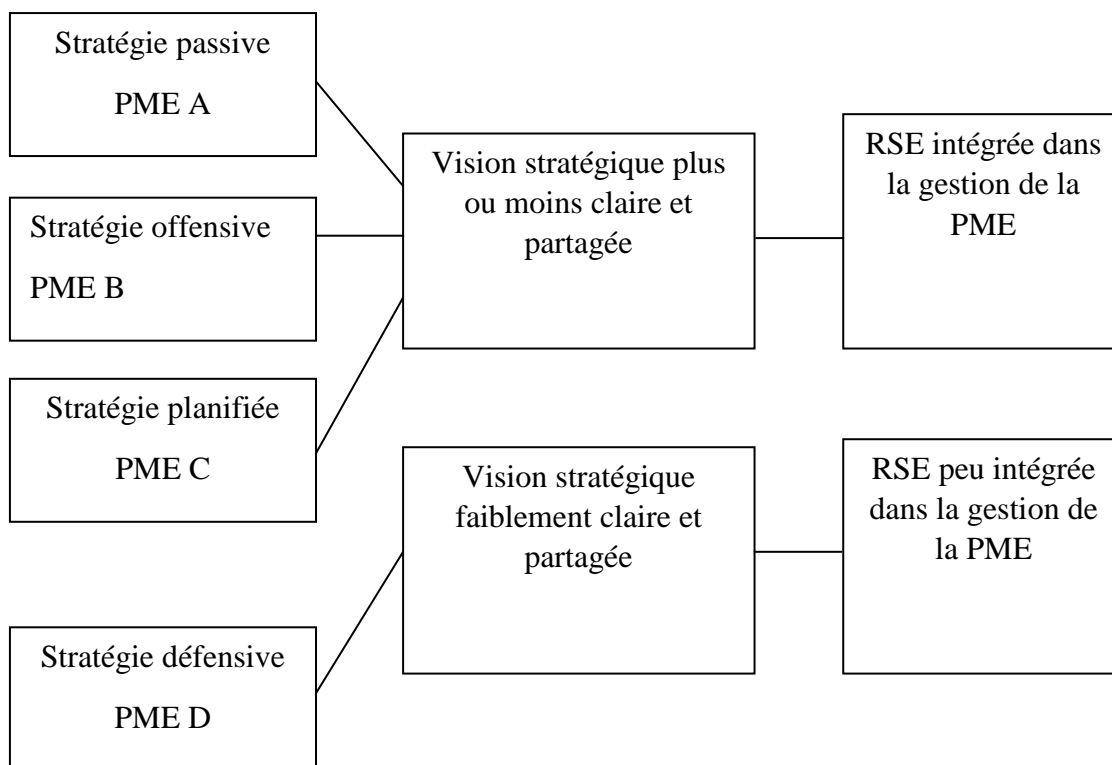 Stratégie passive
PME A
Stratégie offensive
PME B
Stratégie planifiée
PME C
Stratégie défensive
PME D
Vision stratégique plus
ou moins claire et
partagée
Vision stratégique
faiblement claire et
partagée
RSE intégrée dans
la gestion de la
PME
RSE peu intégrée
dans la gestion de
la PME